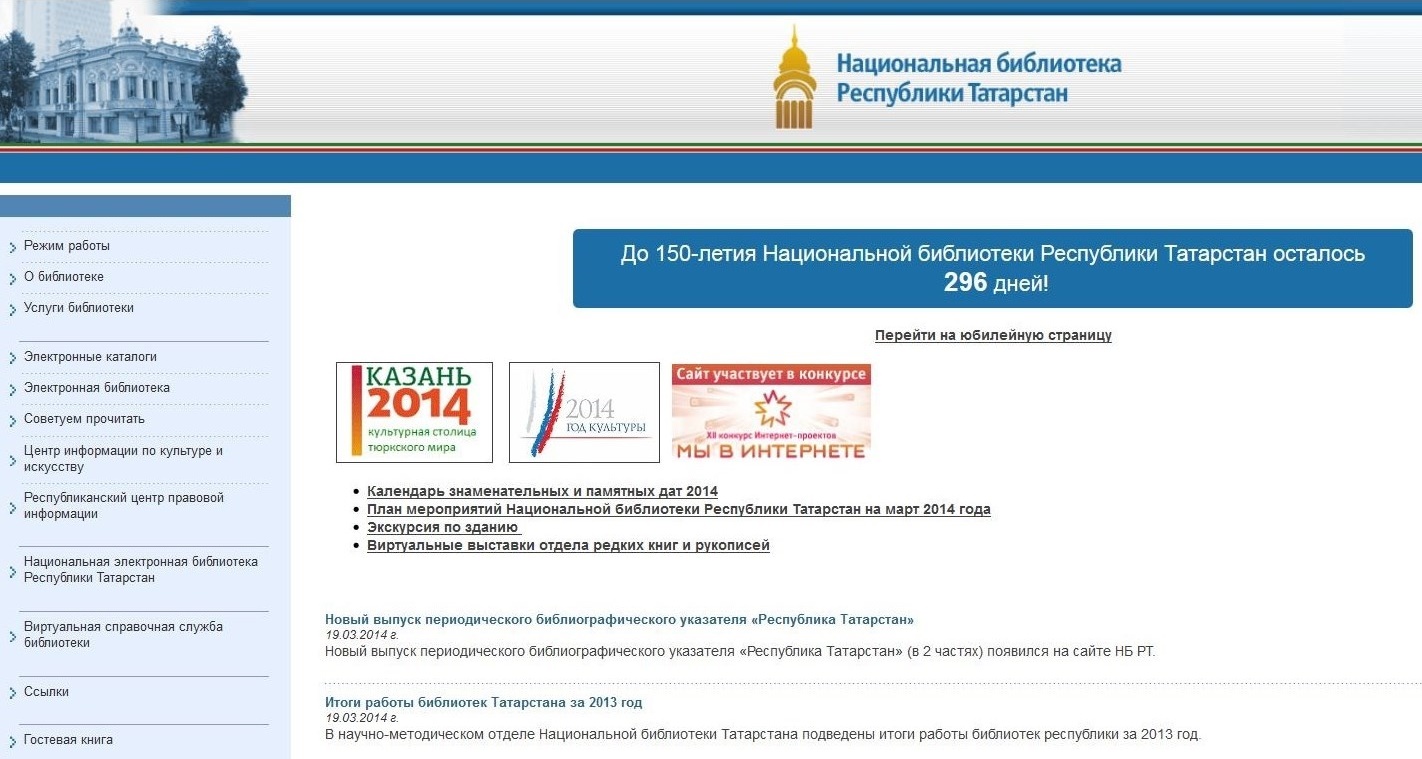 Национальная библиотека
Республики Татарстан
Режим работы
О библиотеке
Услуги библиотеки
Электронные каталоги
Электронная библиотека
Советуем прочитать
Центр информации по культуре и
искусству
Республиканский центр правовой
информации
Национальная электронная библиотека
Республики Татарстан
Виртуальная справочная служба
библиотеки
Ссылки
Гостевая книга
До 150-летия Национальной библиотеки Республики Татарстан осталось
296 дней!
Перейти на юбилейную страницу
КАЗАНЬ
2014
культурная столица
тюркского мира
2014
ГОД КУЛЬТУРЫ
Сайт участвует в конкурсе
XII конкурс Интернет-проектов
МЫ В ИНТЕРНЕТЕ
Календарь знаменательных и памятных дат 2014
План мероприятий Национальной библиотеки Республики Татарстан на март 2014 года
Экскурсия по зданию
Виртуальные выставки отдела редких книг и рукописей
Новый выпуск периодического библиографического указателя «Республика Татарстан»
19.03.2014 г.
Новый выпуск периодического библиографического указателя «Республика Татарстан» (в 2 частях) появился на сайте НБ РТ.
Итоги работы библиотек Татарстана за 2013 год
19.03.2014 г.
В научно-методическом отделе Национальной библиотеки Татарстана подведены итоги работы библиотек республики за 2013 год.